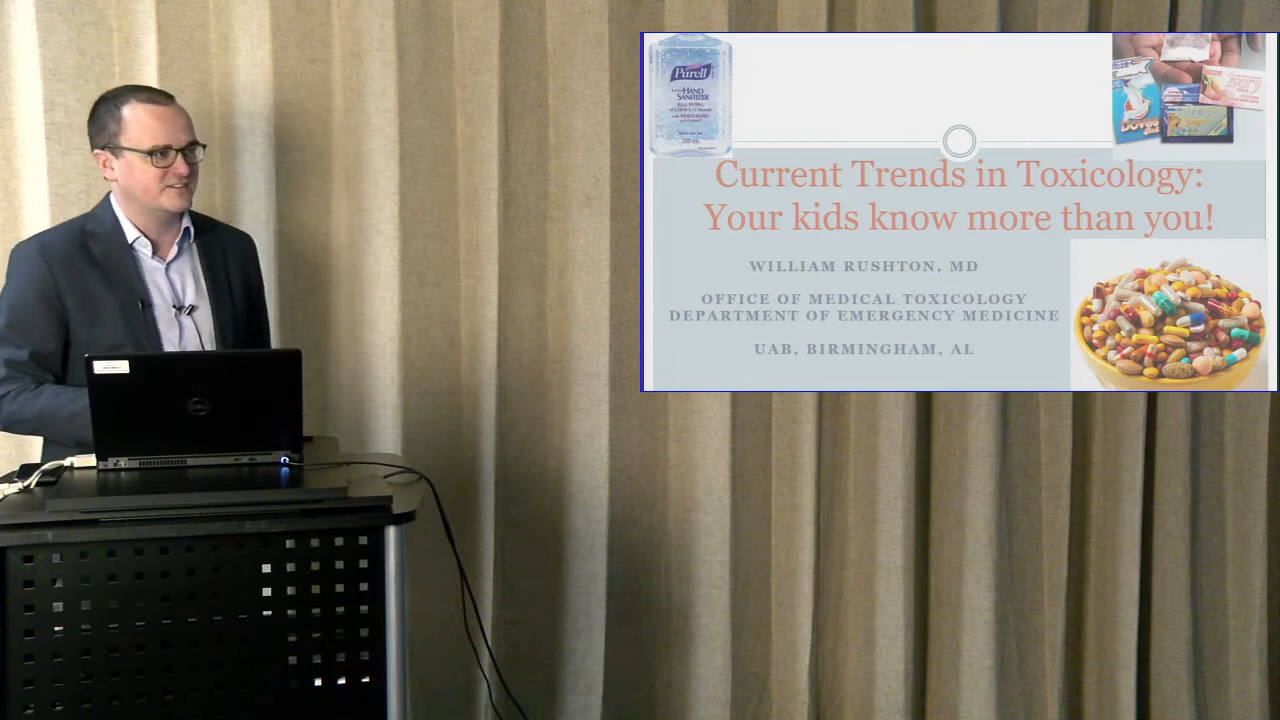 Purell
HAND
SANITIZER
Current Trends in Toxicology:
Your kids know more than you!
WILLIAM RUSHTON, MD
OFFICE OF MEDICAL TOXICOLOGY
DEPARTMENT OF EMERGENCY MEDICINE
UAB, BIRMINGHAM, AL
DELL